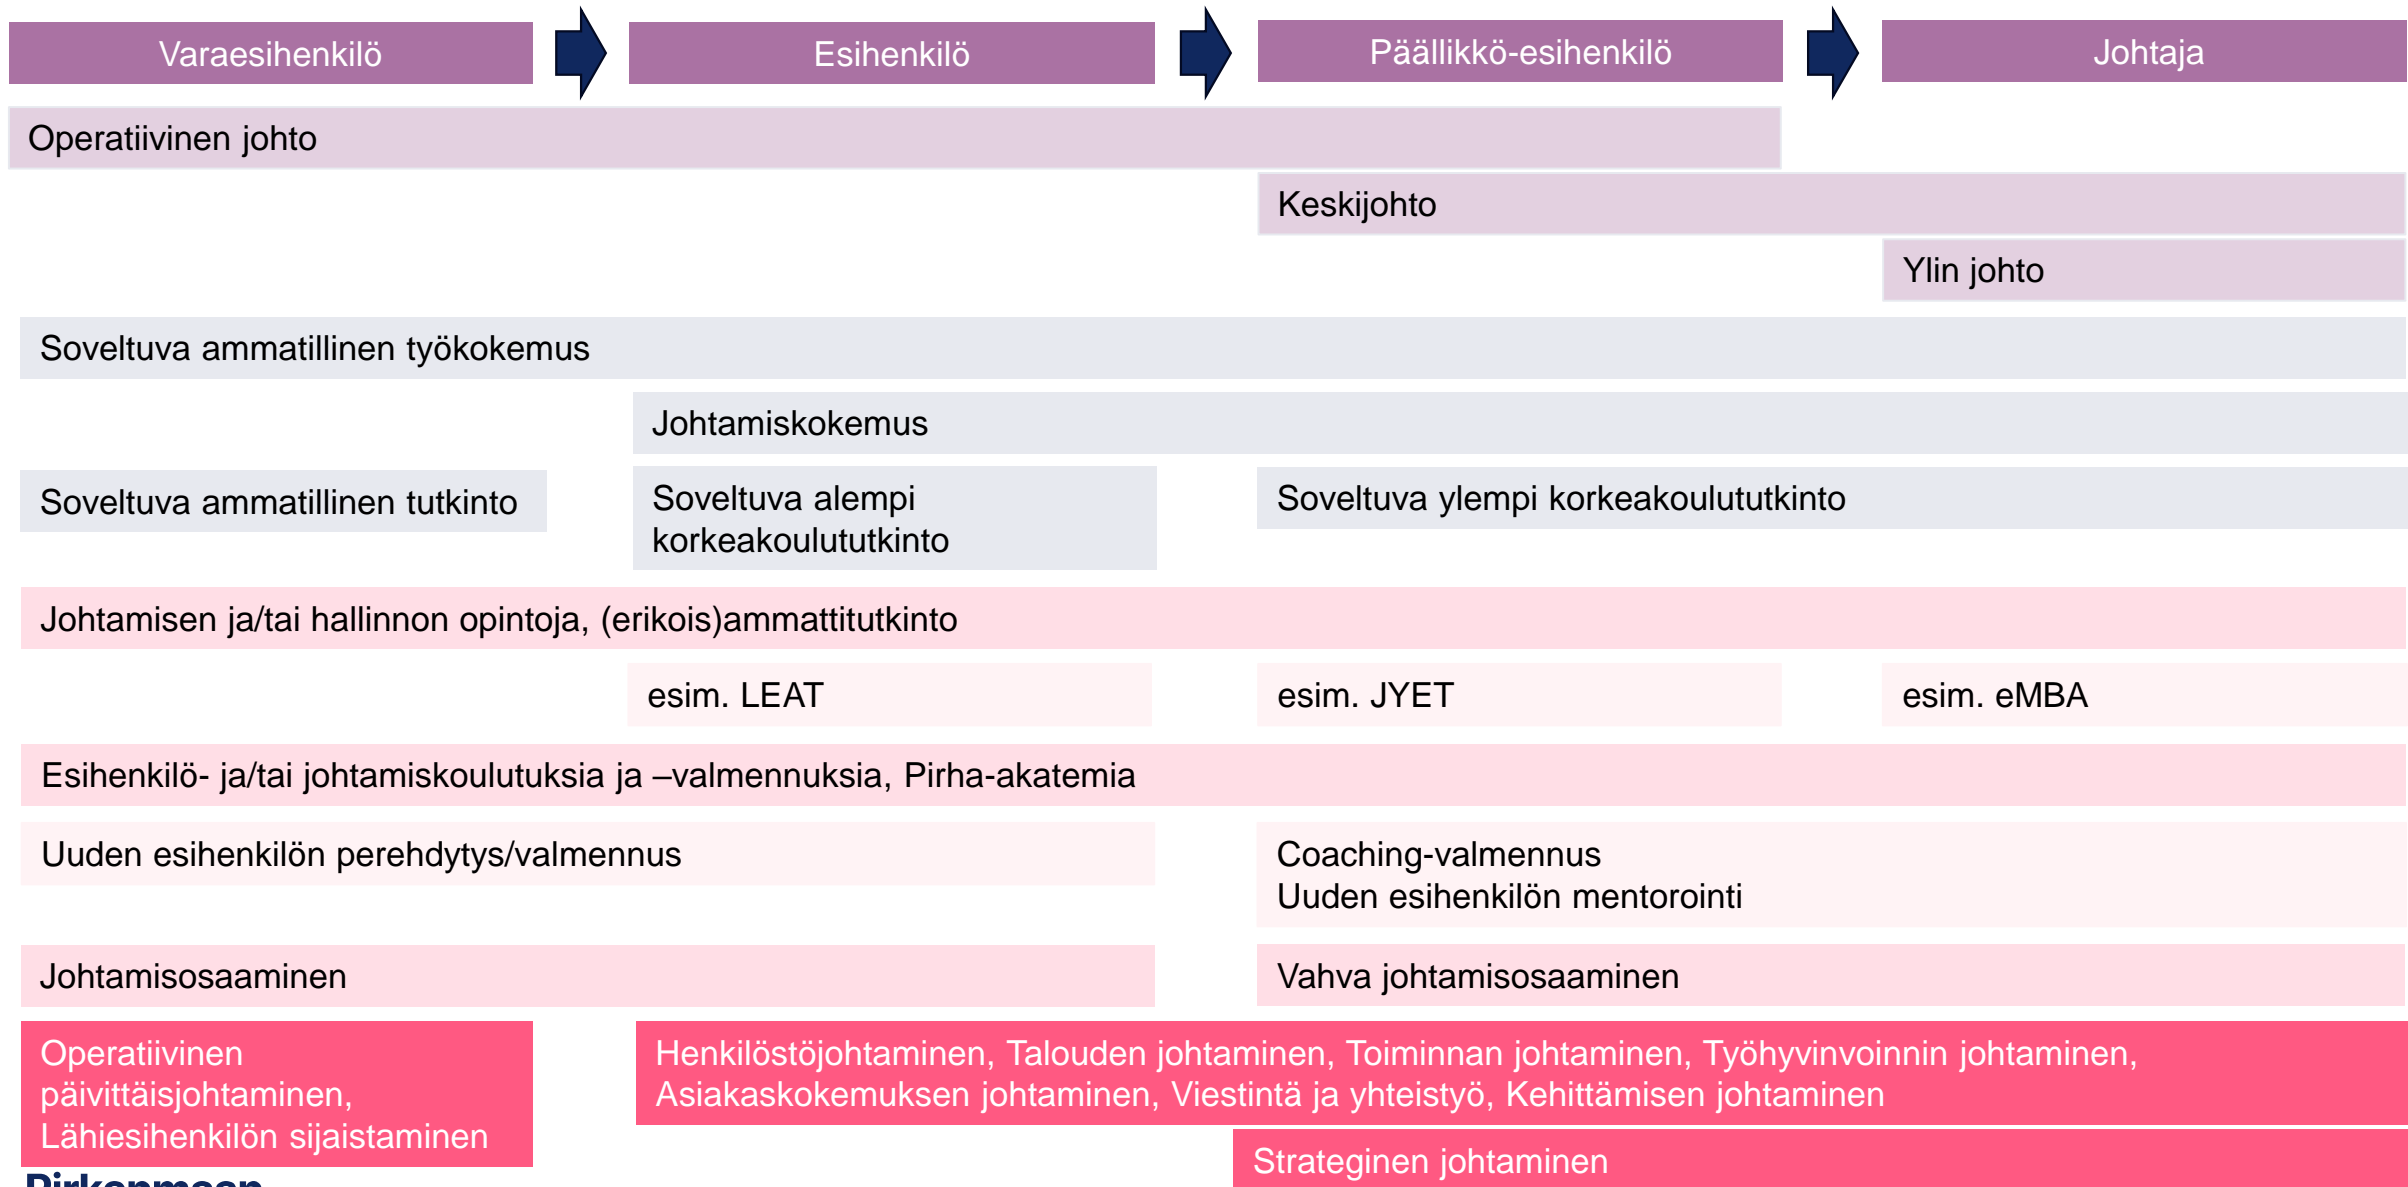 Varaesihenkilö
Esihenkilö
Päällikkö-esihenkilö
Johtaja
Operatiivinen johto
Keskijohto
Ylin johto
Soveltuva ammatillinen työkokemus
Johtamiskokemus
Soveltuva ammatillinen tutkinto
Soveltuva alempi
korkeakoulututkinto
Soveltuva ylempi korkeakoulututkinto
Johtamisen ja/tai hallinnon opintoja, (erikois)ammattitutkinto
esim. LEAT
esim. JYET
esim. eMBA
Esihenkilö- ja/tai johtamiskoulutuksia ja –valmennuksia, Pirha-akatemia
Uuden esihenkilön perehdytys/valmennus
Coaching-valmennus
Uuden esihenkilön mentorointi
Johtamisosaaminen
Vahva johtamisosaaminen
Operatiivinen
päivittäisjohtaminen,
Lähiesihenkilön sijaistaminen
Henkilöstöjohtaminen, Talouden johtaminen, Toiminnan johtaminen, Työhyvinvoinnin johtaminen,
Asiakaskokemuksen johtaminen, Viestintä ja yhteistyö, Kehittämisen johtaminen
Strateginen johtaminen
Pirkanmaan